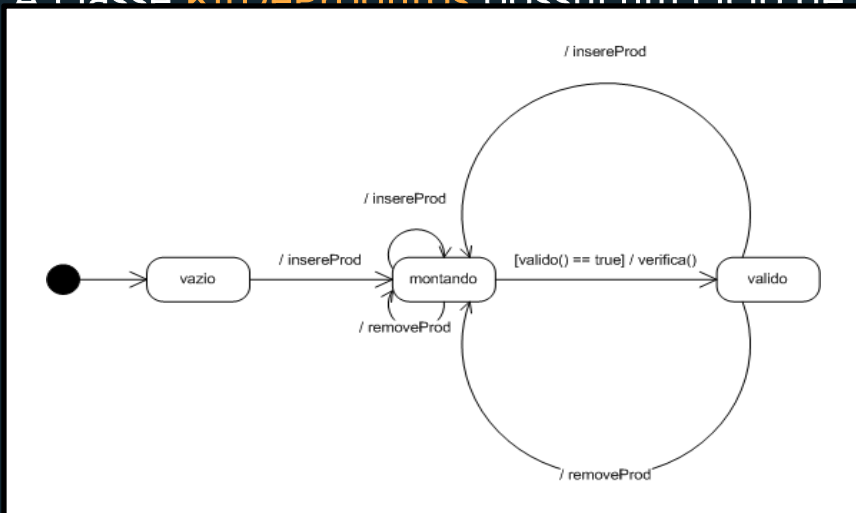 / insereProd
/ insereProd
/ insereProd
[valido() == true] / verifica()
vazio
montando
valido
/ removeProd
/ removeProd